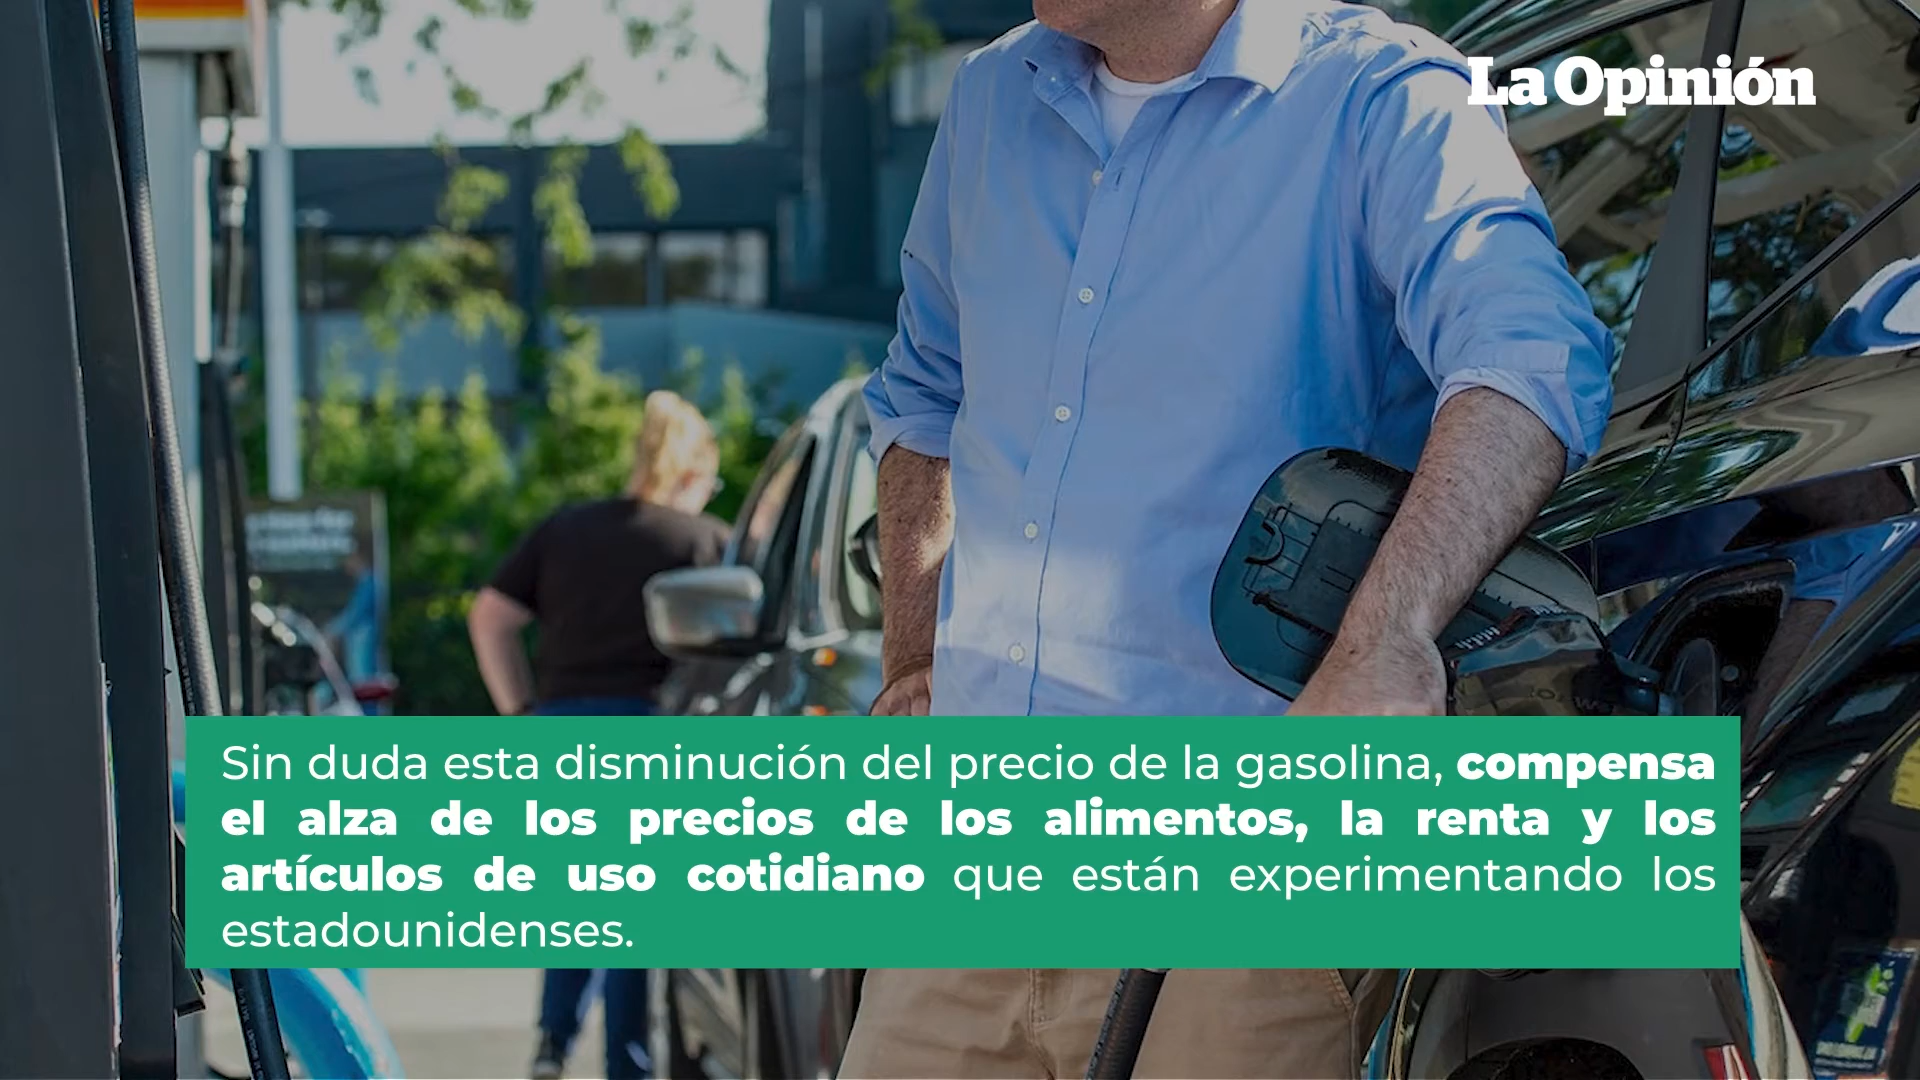 La Opinión
Sin duda esta disminución del precio de la gasolina, compensa
el alza de los precios de los alimentos, la renta y los
artículos de uso cotidiano que están experimentando los
estadounidenses.